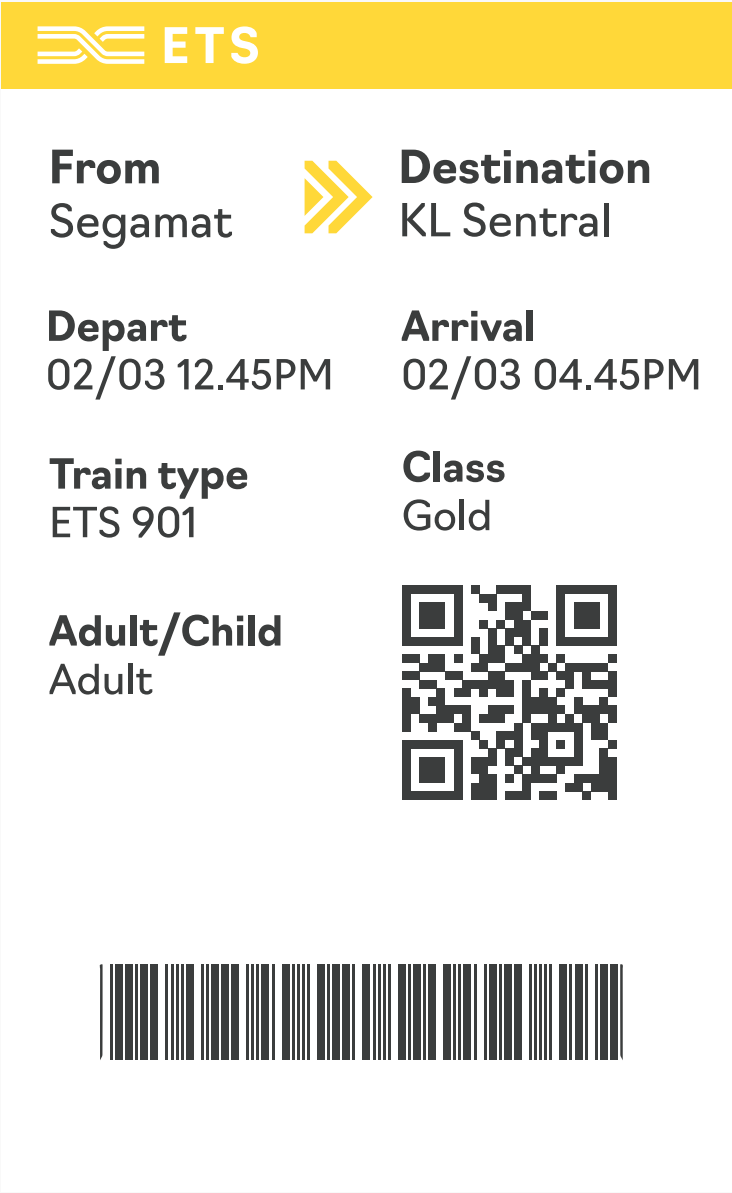 ETS
From
Segamat
Destination
KL Sentral
Depart
02/03 12.45PM
Arrival
02/03 04.45PM
Train type
ETS 901
Class
Gold
Adult/Child
Adult